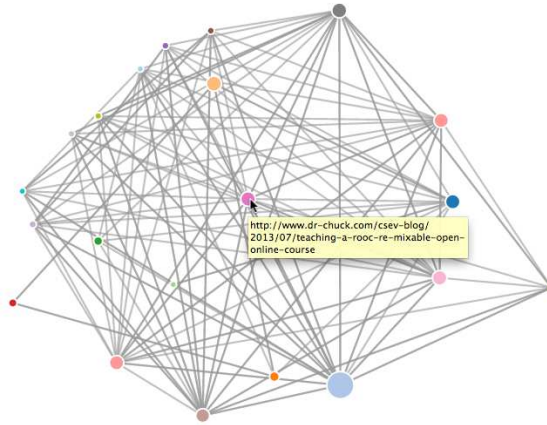 http://www.dr-chuck.com/csev-blog/
2013/07/teaching-a-rooc-re-mixable-open-
online-course